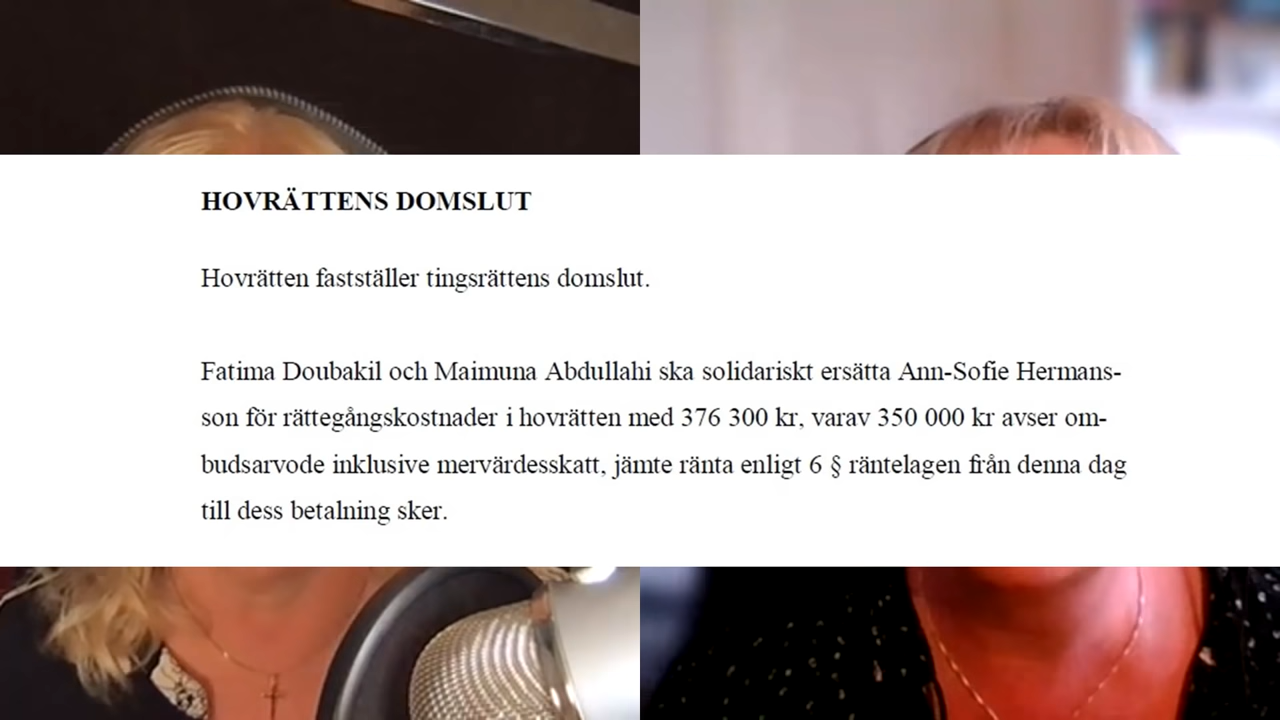 HOVRÄTTENS DOMSLUT
Hovrätten fastställer tingsrättens domslut.
Fatima Doubakil och Maimuna Abdullahi ska solidariskt ersätta Ann-Sofie Hermans-
son för rättegångskostnader i hovrätten med 376 300 kr, varav 350 000 kr avser om-
budsarvode inklusive mervärdesskatt, jämte ränta enligt 6 § räntelagen från denna dag
till dess betalning sker.